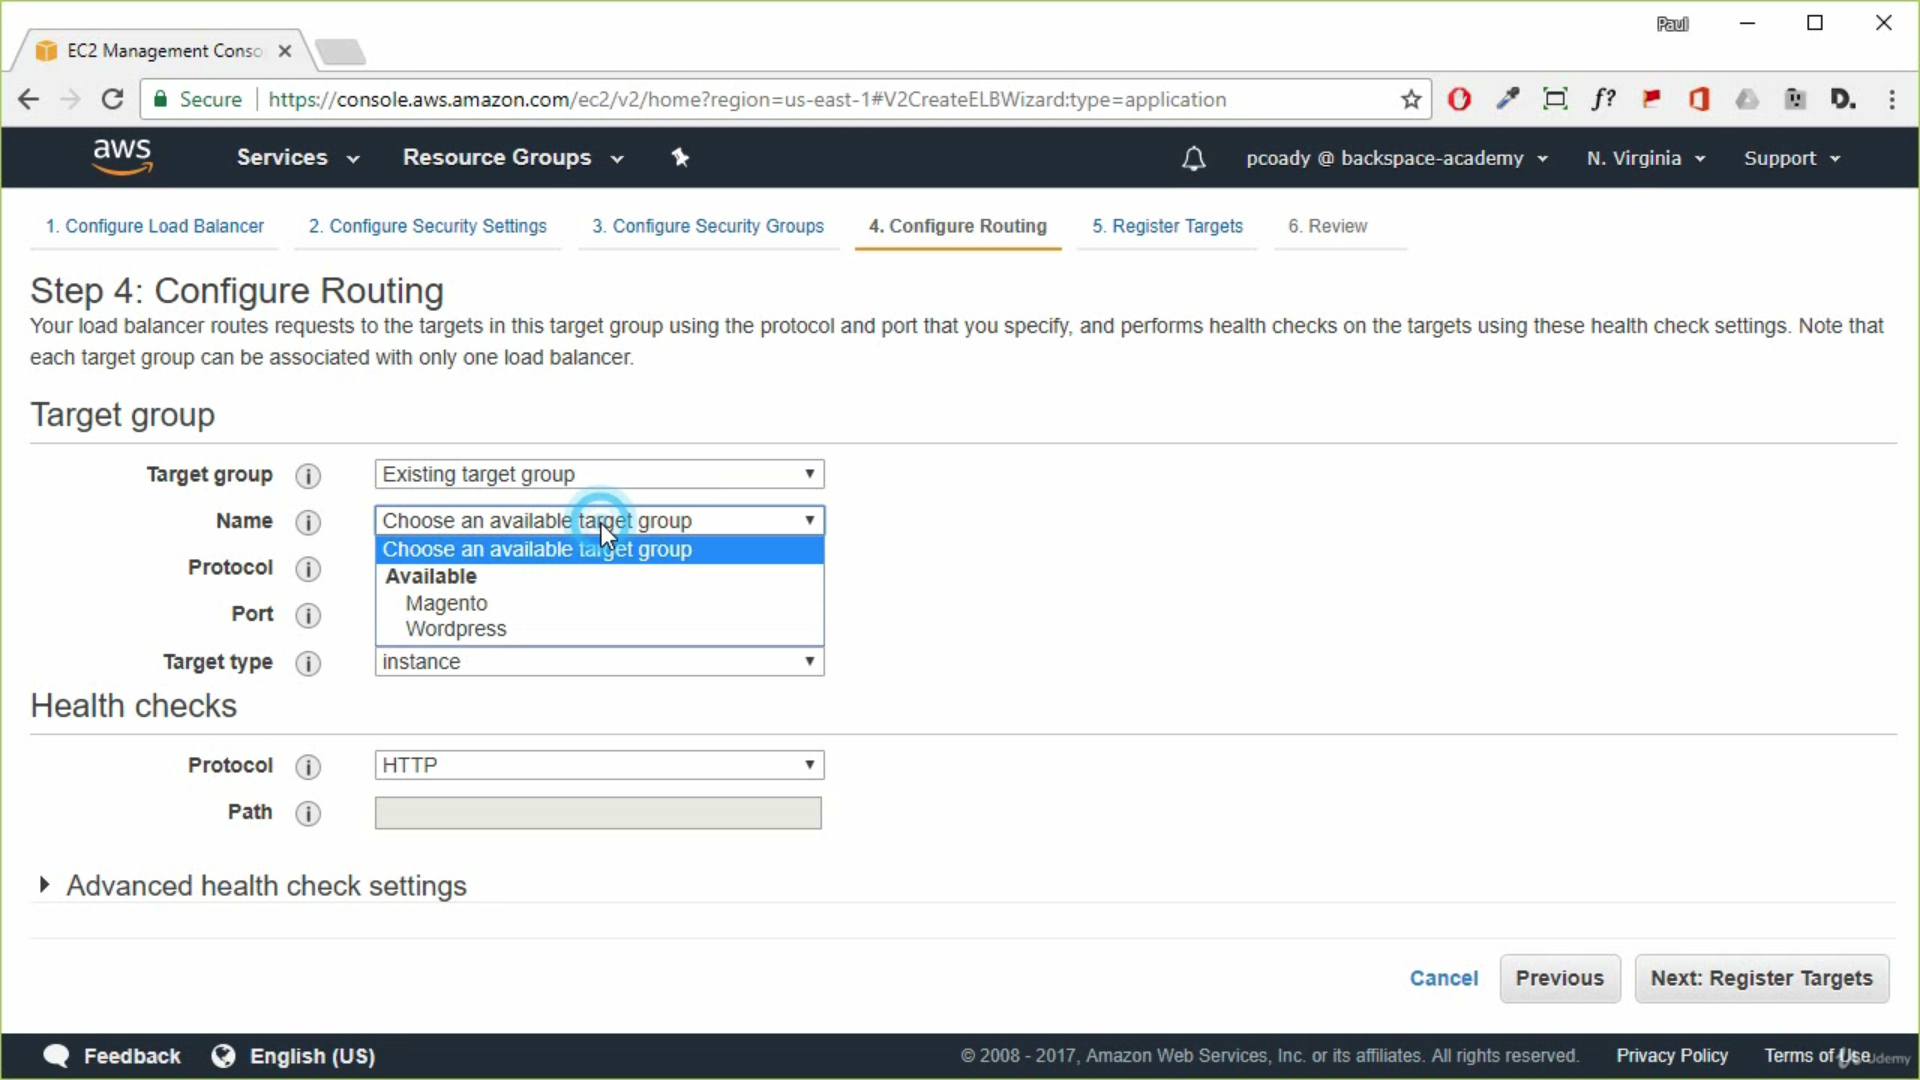 Paul
EC2 Management Conso
Secure
https://console.aws.amazon.com/ec2/v2/home?region=us-east-1#V2CreateELBWizard:type=application
f?
D.
aws
Services
Resource Groups
pcoady @ backspace-academy
N. Virginia
Support
1. Configure Load Balancer
2. Configure Security Settings
3. Configure Security Groups
4. Configure Routing
5. Register Targets
6. Review
Step 4: Configure Routing
Your load balancer routes requests to the targets in this target group using the protocol and port that you specify, and performs health checks on the targets using these health check settings. Note that
each target group can be associated with only one load balancer.
Target group
Target group
Existing target group
Name
Choose an available target group
Choose an available target group
Available
Protocol
Magento
Port
Wordpress
Target type
instance
Health checks
Protocol
HTTP
Path
Advanced health check settings
Cancel
Previous
Next: Register Targets
Feedback
English (US)
© 2008 - 2017, Amazon Web Services, Inc. or its affiliates. All rights reserved.
Privacy Policy
Terms of Use
Udemy